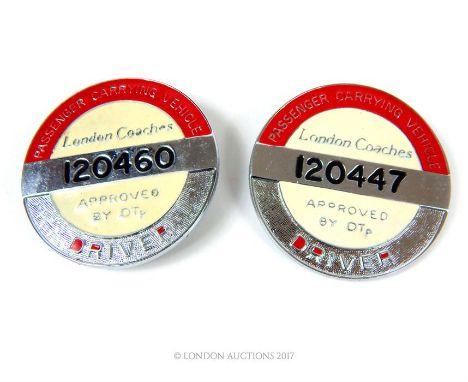 PASSENGER CARRYING VEHICLE
London Coaches
120460
APPROVED
BY DTp
DRIVER
PASSENGER CARRYING VEHICLE
London Coaches
120447
APPROVED
BY DTp
DRIVER
© LONDON AUCTIONS 2017